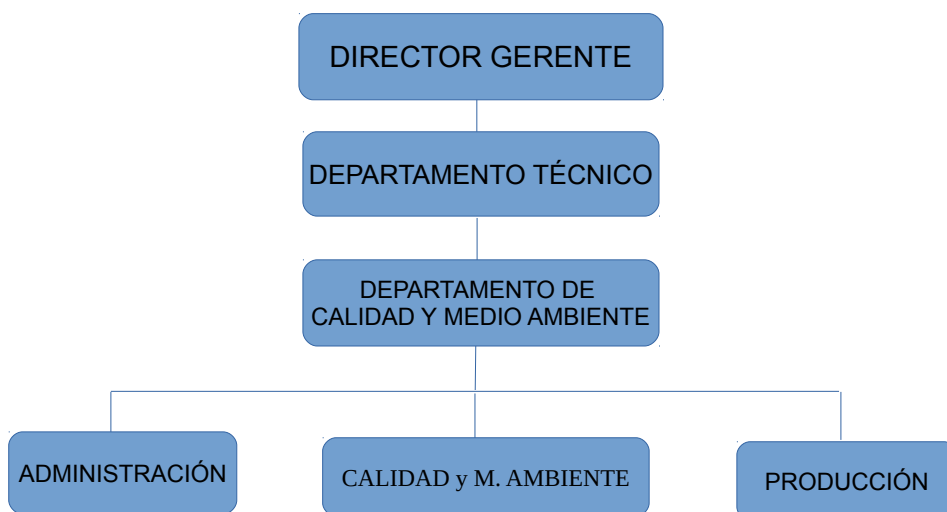 DIRECTOR GERENTE
DEPARTAMENTO TÉCNICO
DEPARTAMENTO DE
CALIDAD Y MEDIO AMBIENTE
ADMINISTRACIÓN
CALIDAD y M. AMBIENTE
PRODUCCIÓN